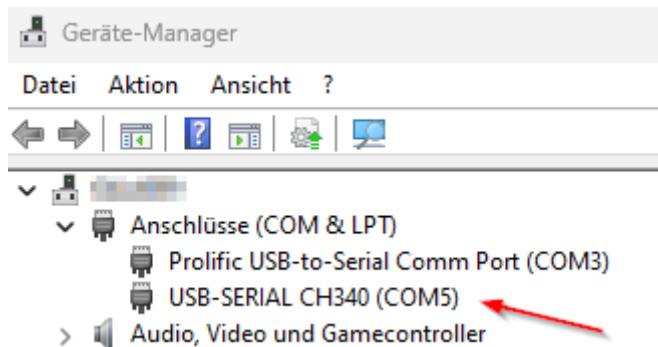 Geräte-Manager
Datei Aktion Ansicht ?
Anschlüsse (COM & LPT)
Prolific USB-to-Serial Comm Port (COM3)
USB-SERIAL CH340 (COM5)
Audio, Video und Gamecontroller